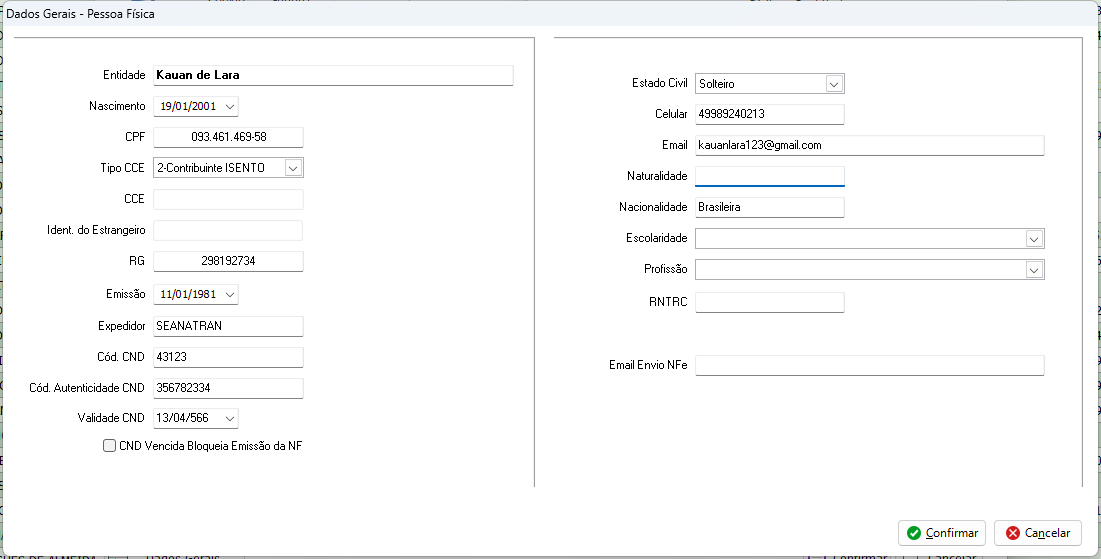 Dados Gerais - Pessoa Física
Entidade Kauan de Lara
Nascimento 19/01/2001
CPF 093.461.469-58
Tipo CCE 2-Contribuinte ISENTO
CCE
Ident. do Estrangeiro
RG 298192734
Emissão 11/01/1981
Expedidor SEANATRAN
Cód. CND 43123
Cód. Autenticidade CND 356782334
Validade CND 13/04/566
CND Vencida Bloqueia Emissão da NF
Estado Civil Solteiro
Celular 49989240213
Email kauanlara123@gmail.com
Naturalidade
Nacionalidade Brasileira
Escolaridade
Profissão
RNTRC
Email Envio NFe
Confirmar Cancelar